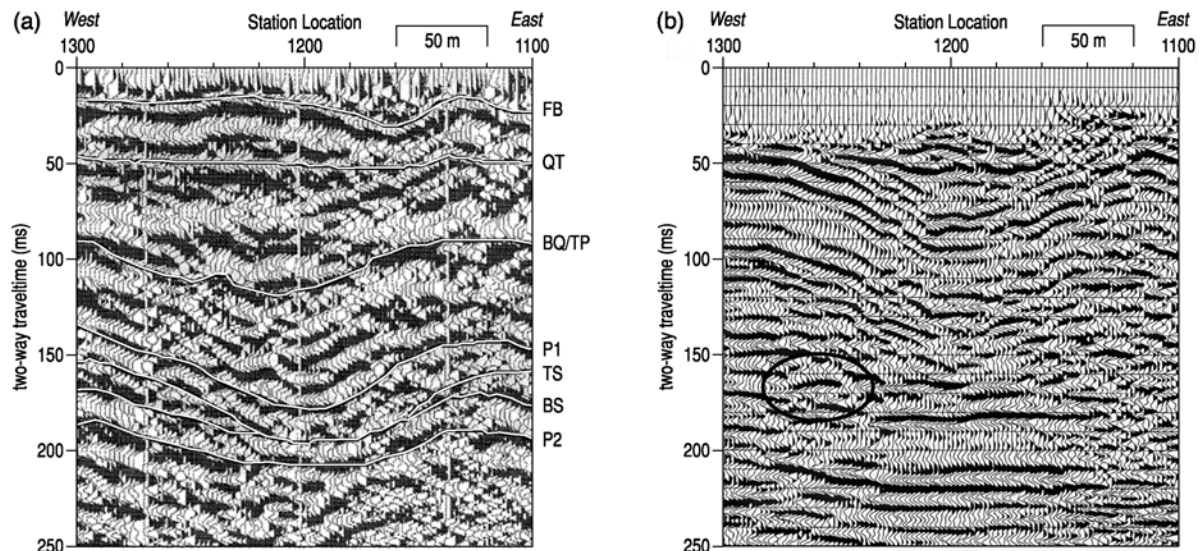 (a) West Station Location East
1300 1200 50 m 1100
0
50
100
150
200
250
two-way traveltime (ms)
FB
QT
BQ/TP
P1
TS
BS
P2
(b) West Station Location East
1300 1200 50 m 1100
0
50
100
150
200
250
two-way traveltime (ms)